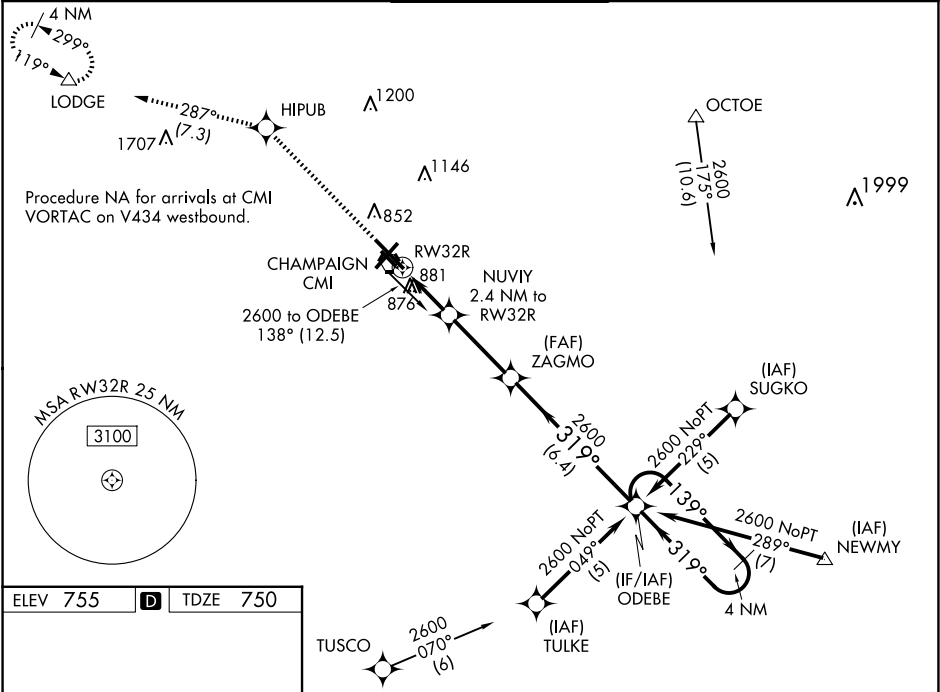 4 NM
299°
119°
LODGE
287°
(7.3)
HIPUB
1200
1707
1146
OCTOE
2600
175°
(10.6)
1999
Procedure NA for arrivals at CMI
VORTAC on V434 westbound.
852
RW32R
CHAMPAIGN
CMI
881
876
NUVIY
2.4 NM to
RW32R
2600 to ODEBE
138° (12.5)
(FAF)
ZAGMO
(IAF)
SUGKO
MSA RW32R 25 NM
3100
2600
319°
(6.4)
2600 NoPT
229°
(5)
139°
2600 NoPT
289°
(7)
(IAF)
NEWMY
2600 NoPT
049°
(5)
319°
(IF/IAF)
ODEBE
4 NM
ELEV 755 D TDZE 750
(IAF)
TULKE
TUSCO
2600
070°
(6)